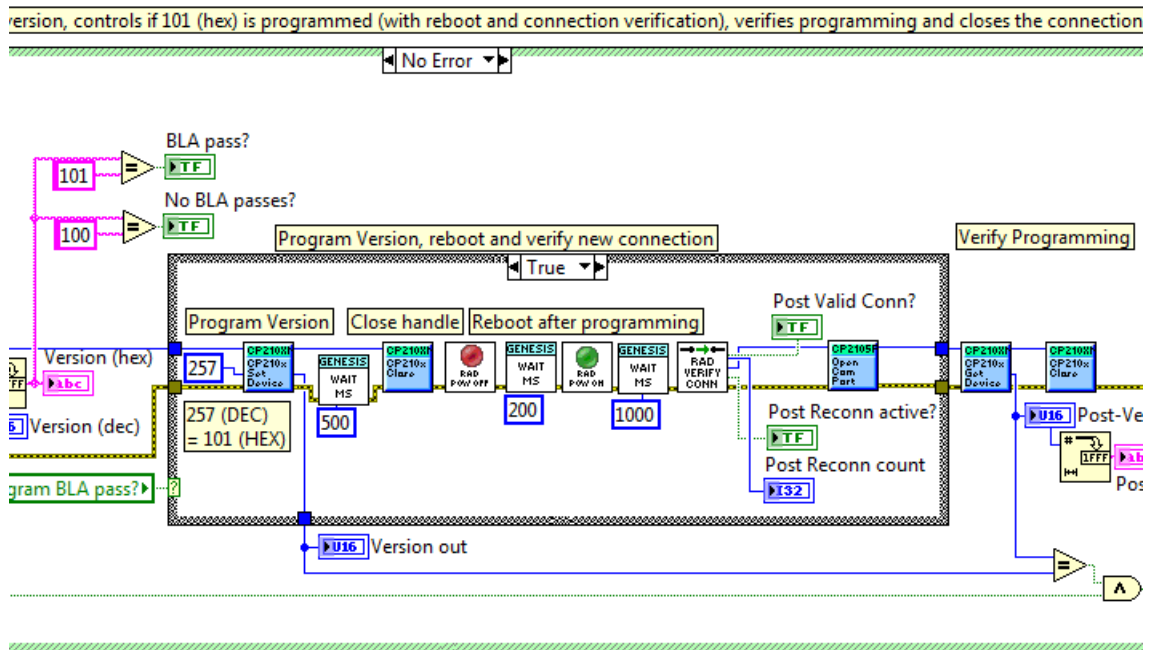 version, controls if 101 (hex) is programmed (with reboot and connection verification), verifies programming and closes the connection
No Error
BLA pass?
101
=
TF
No BLA passes?
100
=
TF
Program Version, reboot and verify new connection
Verify Programming
True
Post Valid Conn?
TF
Program Version
Close handle
Reboot after programming
Version (hex)
abc
257
CP210x
Set
Device
GENESIS
WAIT
MS
500
CP210x
RAD
POW OFF
GENESIS
WAIT
MS
200
RAD
POW ON
GENESIS
WAIT
MS
1000
RAD
VERIFY
CONN
Open
Com
Port
CP210x
Device
CP210x
257 (DEC)
= 101 (HEX)
Version (dec)
Post Reconn active?
TF
Post Reconn count
I32
U16
Post-Ve
#
1FFF
Pos
gram BLA pass?
?
U16
Version out
=